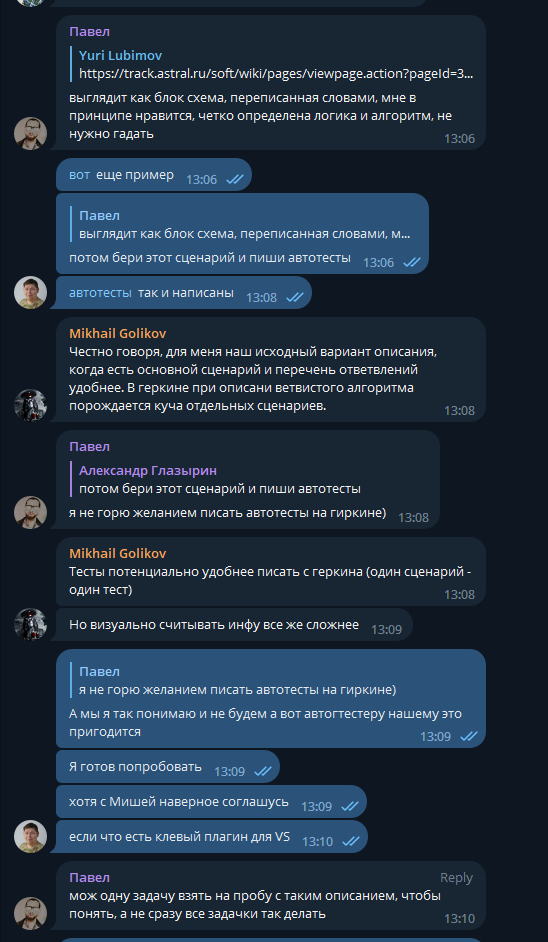 Павел
Yuri Lubimov
https://track.astral.ru/soft/wiki/pages/viewpage.action?pageId=3...
выглядит как блок схема, переписанная словами, мне в
принципе нравится, четко определена логика и алгоритм, не
нужно гадать
13:06
вот еще пример 13:06
Павел
выглядит как блок схема, переписанная словами, м...
потом бери этот сценарий и пиши автотесты 13:06
автотесты так и написаны 13:08
Mikhail Golikov
Честно говоря, для меня наш исходный вариант описания,
когда есть основной сценарий и перечень ответвлений
удобнее. В геркине при описани ветвистого алгоритма
порождается куча отдельных сценариев.
13:08
Павел
Александр Глазырин
потом бери этот сценарий и пиши автотесты
я не горю желанием писать автотесты на гиркине) 13:08
Mikhail Golikov
Тесты потенциально удобнее писать с геркина (один сценарий -
один тест)
13:08
Но визуально считывать инфу все же сложнее 13:09
Павел
я не горю желанием писать автотесты на гиркине)
А мы я так понимаю и не будем а вот автогтестеру нашему это
пригодится
13:09
Я готов попробовать 13:09
хотя с Мишей наверное соглашусь 13:09
если что есть клевый плагин для VS 13:10
Павел Reply
мож одну задачу взять на пробу с таким описанием, чтобы
понять, а не сразу все задачки так делать
13:10